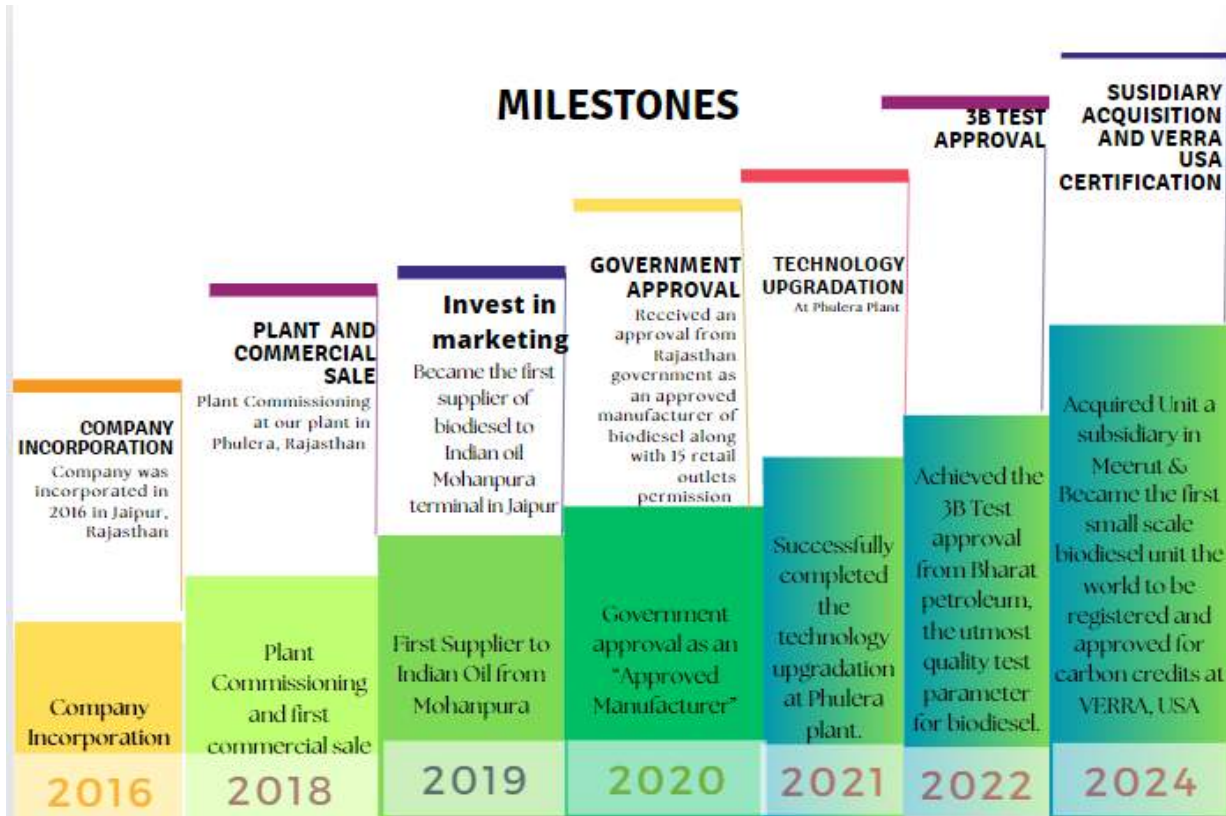 MILESTONES
COMPANY
INCORPORATION
Company was
incorporated in
2016 in Jaipur,
Rajasthan
Company
Incorporation
2016
PLANT AND
COMMERCIAL
SALE
Plant Commissioning
at our plant in
Phulera, Rajasthan
Plant
Commissioning
and first
commercial sale
2018
Invest in
marketing
Became the first
supplier of
biodiesel to
Indian oil
Mohanpura
terminal in Jaipur
First Supplier to
Indian Oil from
Mohanpura
2019
GOVERNMENT
APPROVAL
Received an
approval from
Rajasthan
government as
an approved
manufacturer of
biodiesel along
with 15 retail
outlets
permission
Government
approval as an
"Approved
Manufacturer"
2020
TECHNOLOGY
UPGRADATION
At Phulera Plant
Successfully
completed
the
technology
upgradation
at Phulera
plant.
2021
3B TEST
APPROVAL
Achieved the
3B Test
approval
from Bharat
petroleum,
the utmost
quality test
parameter
for biodiesel.
2022
SUSIDIARY
ACQUISITION
AND VERRA
USA
CERTIFICATION
Acquired Unit a
subsidiary in
Meerut &
Became the first
small scale
biodiesel unit the
world to be
registered and
approved for
carbon credits at
VERRA, USA
2024